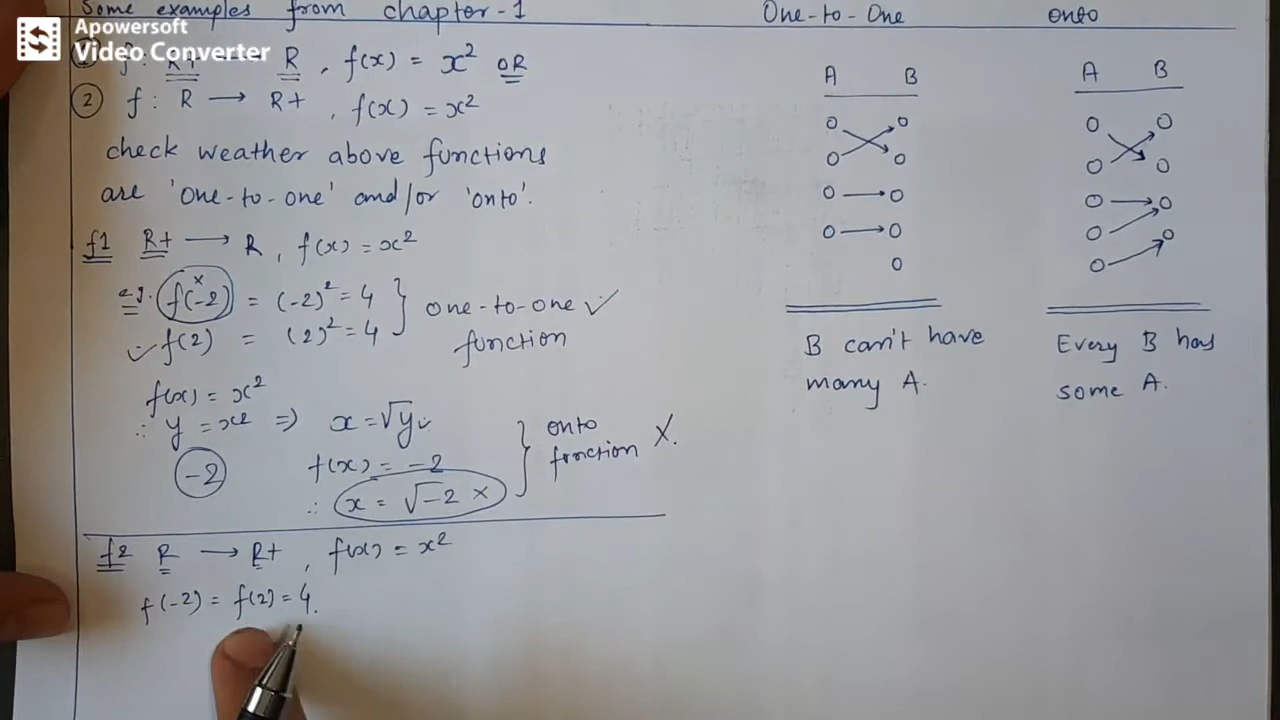 Some examples from chapter-1
One-to-One
onto
Apowersoft
Video Converter
f : R+ → R , f(x) = x² OR
② f : R → R+ , f(x) = x²
check weather above functions
are 'one-to-one' and/or 'onto'.
f1 R+ → R , f(x) = x²
eg. f(-2) × = (-2)² = 4 } one-to-one ✓
✓ f(2) = (2)² = 4 function
f(x) = x²
∴ y = x² ⇒ x = √y ✓
-2 f(x) = -2 } onto function X.
∴ x = √-2 ×
f2 R → R+ , f(x) = x²
f(-2) = f(2) = 4.
A B
B can't have
many A.
A B
Every B has
some A.